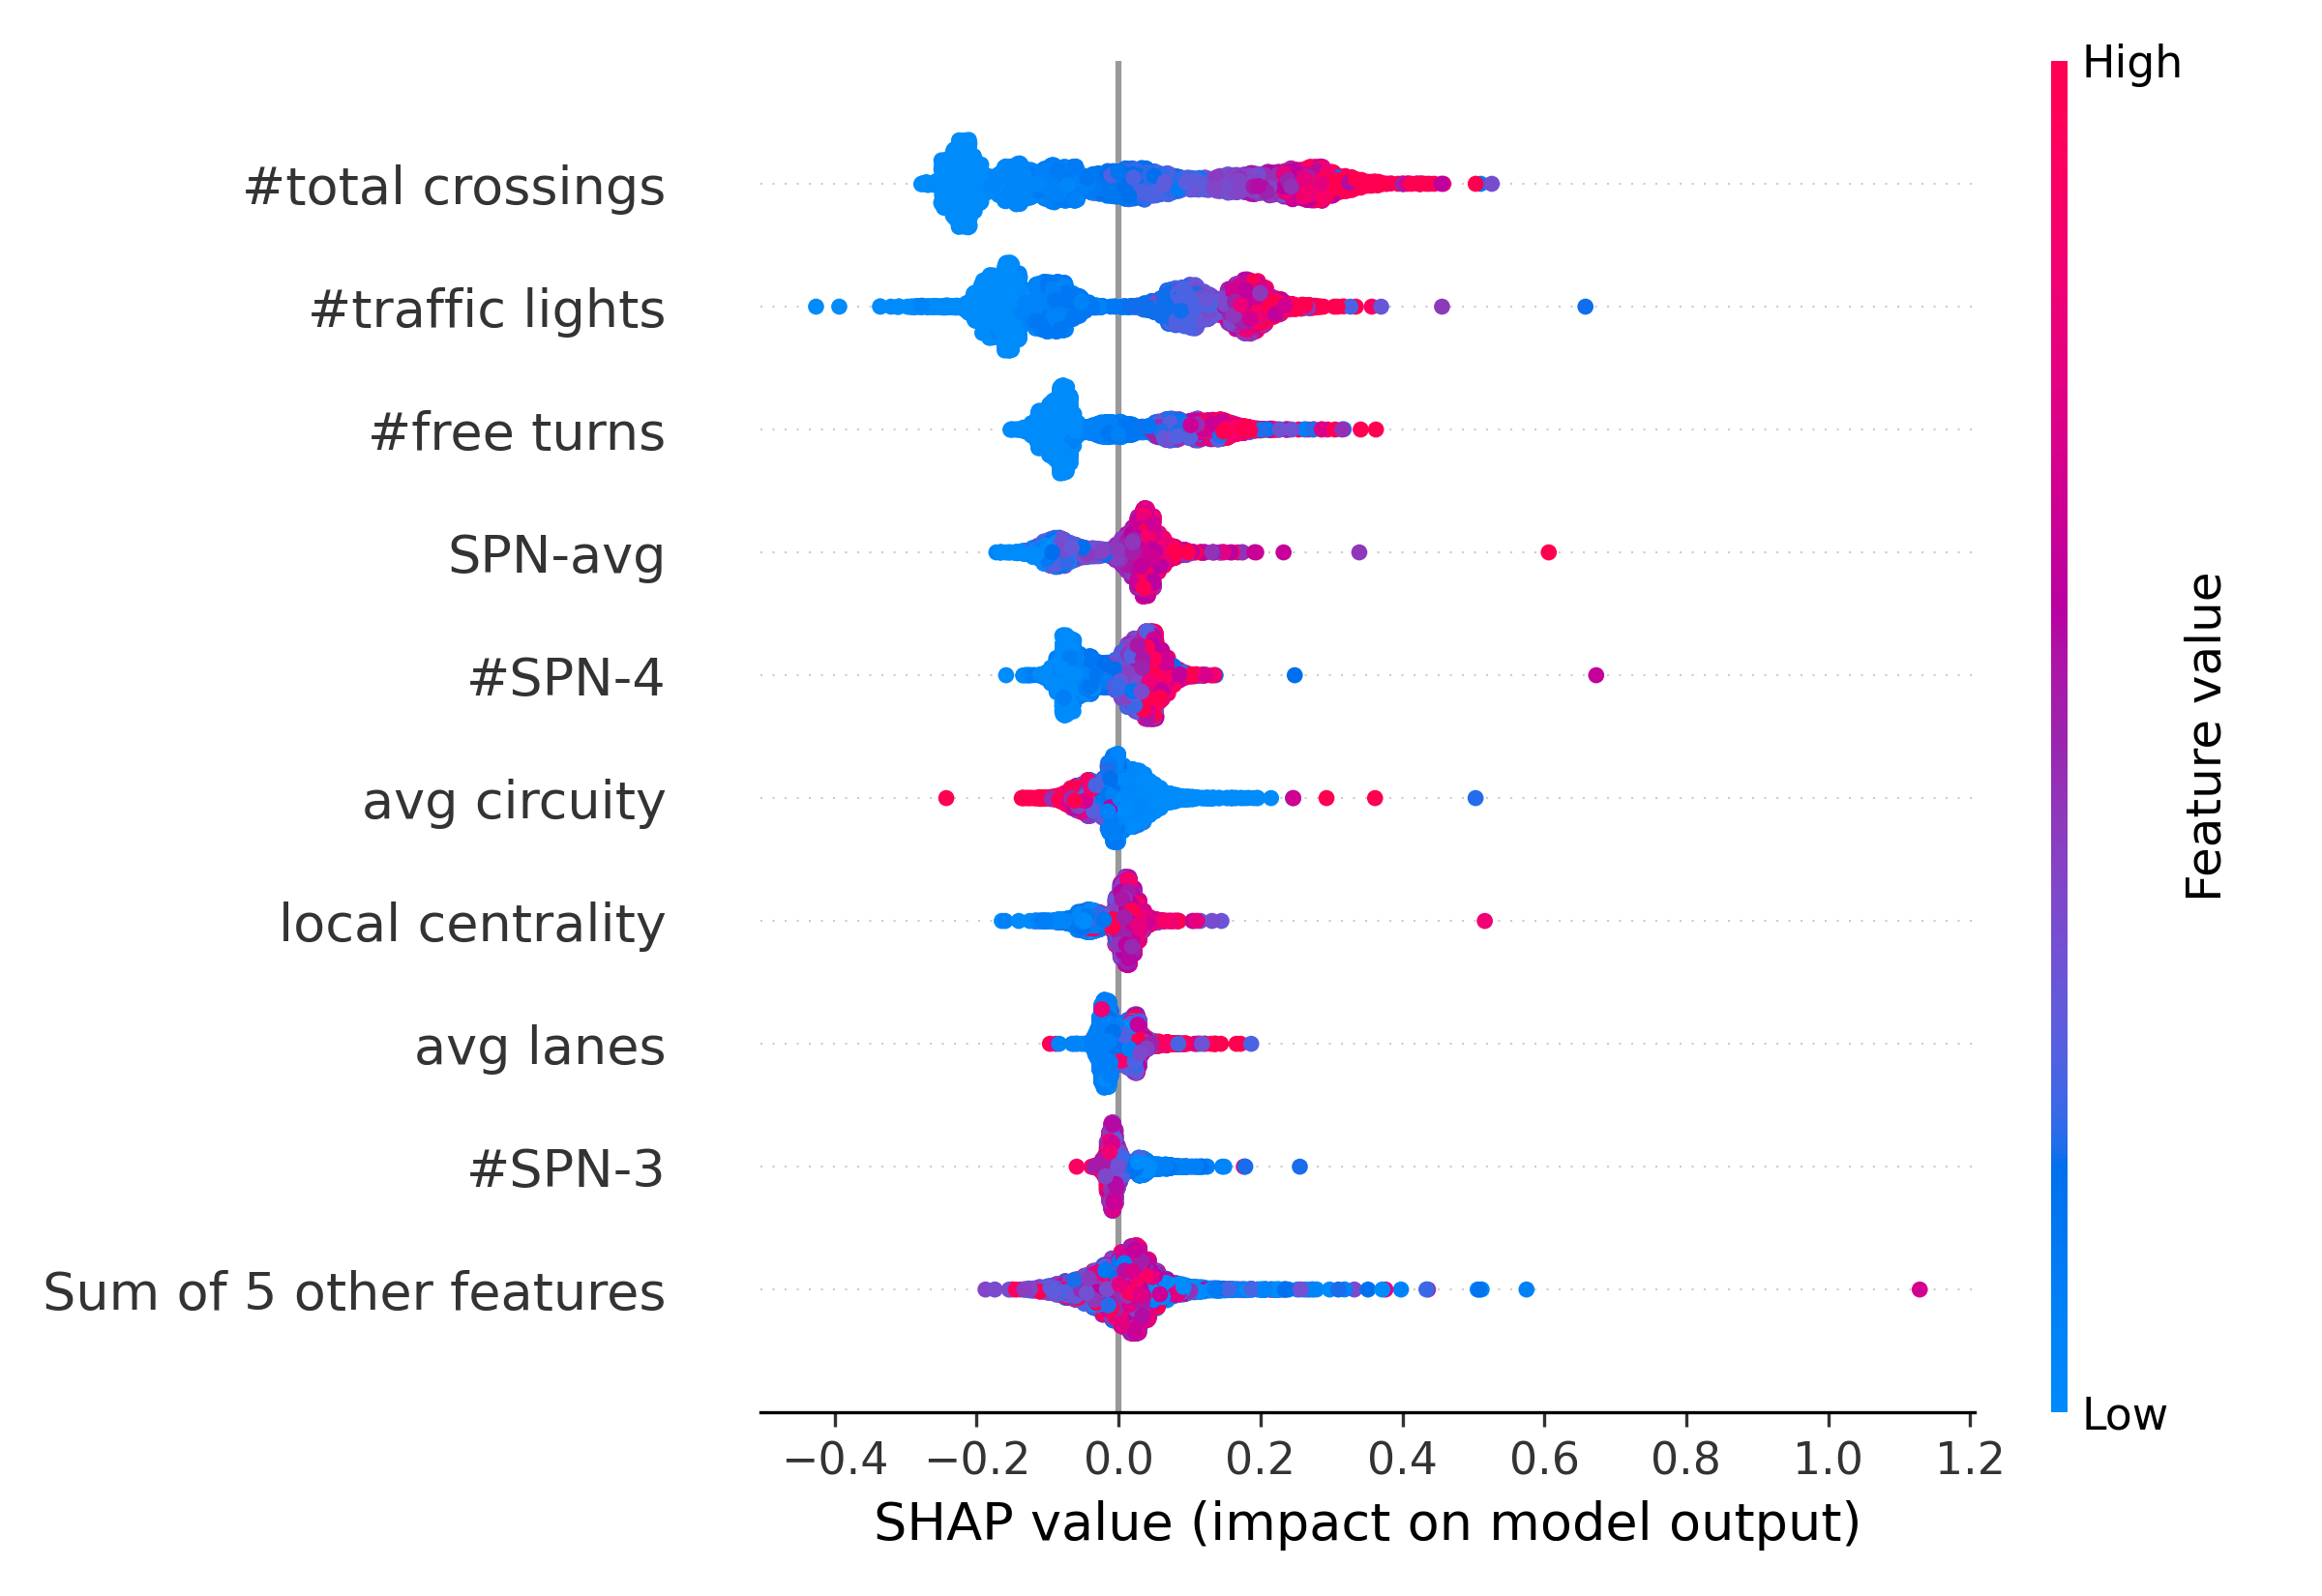 High
#total crossings
#traffic lights
#free turns
SPN-avg
#SPN-4
avg circuity
local centrality
avg lanes
#SPN-3
Sum of 5 other features
Feature value
Low
−0.4 −0.2 0.0 0.2 0.4 0.6 0.8 1.0 1.2
SHAP value (impact on model output)